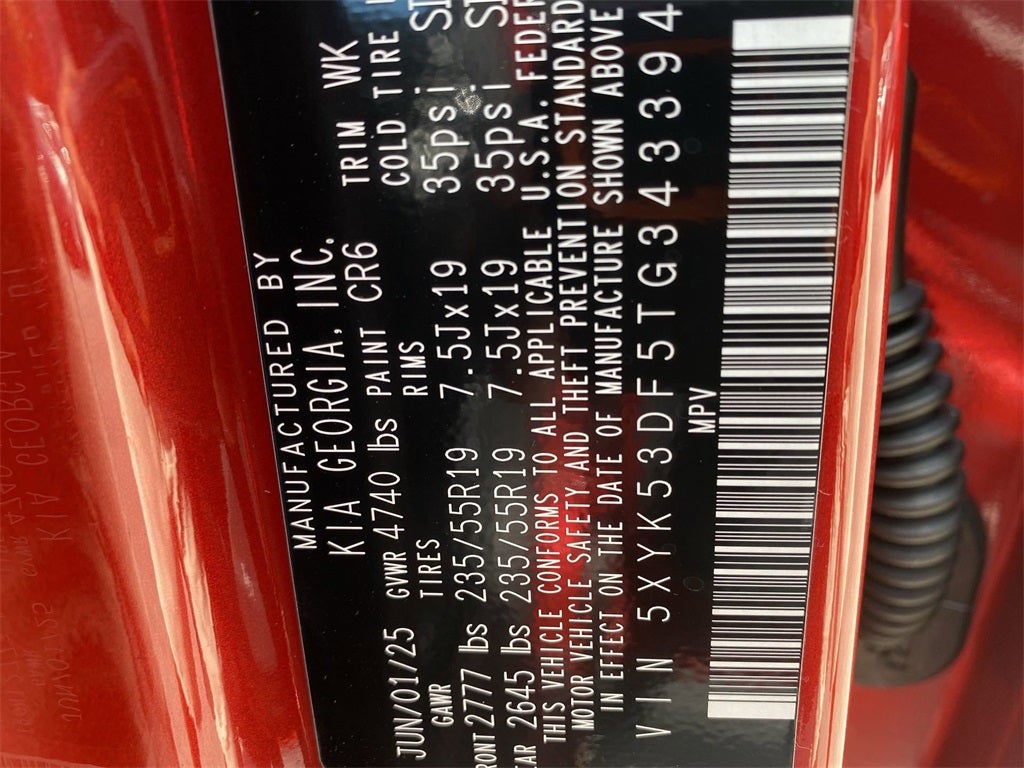 MANUFACTURED BY
KIA GEORGIA, INC.
JUN/01/25 GVWR 4740 lbs PAINT CR6 TRIM WK
GAWR TIRES RIMS COLD TIRE
2777 lbs 235/55R19 7.5Jx19 35psi
2645 lbs 235/55R19 7.5Jx19 35psi
THIS VEHICLE CONFORMS TO ALL APPLICABLE U.S.A.
MOTOR VEHICLE SAFETY AND THEFT PREVENTION STANDARD
IN EFFECT ON THE DATE OF MANUFACTURE SHOWN ABOVE
VIN 5XYK53DF5TG343394
MPV